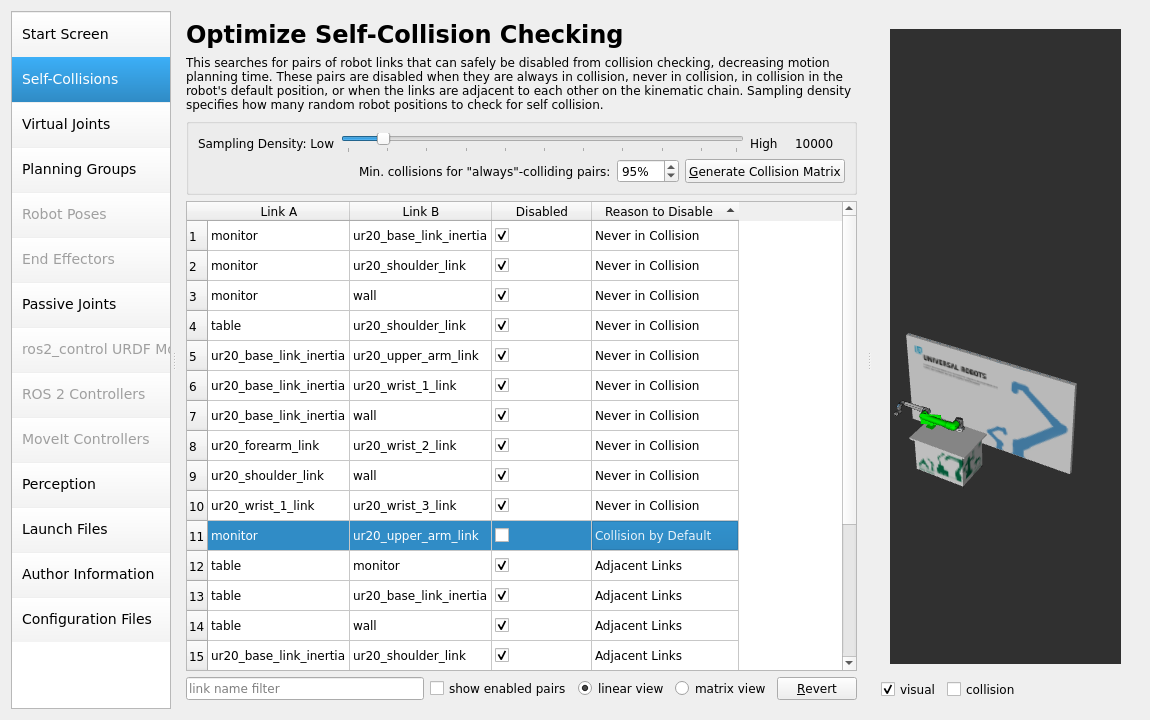 Start Screen
Self-Collisions
Virtual Joints
Planning Groups
Robot Poses
End Effectors
Passive Joints
ros2_control URDF Mo
ROS 2 Controllers
MoveIt Controllers
Perception
Launch Files
Author Information
Configuration Files
Optimize Self-Collision Checking
This searches for pairs of robot links that can safely be disabled from collision checking, decreasing motion
planning time. These pairs are disabled when they are always in collision, never in collision, in collision in the
robot's default position, or when the links are adjacent to each other on the kinematic chain. Sampling density
specifies how many random robot positions to check for self collision.
Sampling Density: Low High 10000
Min. collisions for "always"-colliding pairs: 95% Generate Collision Matrix
Link A Link B Disabled Reason to Disable
1 monitor ur20_base_link_inertia Never in Collision
2 monitor ur20_shoulder_link Never in Collision
3 monitor wall Never in Collision
4 table ur20_shoulder_link Never in Collision
5 ur20_base_link_inertia ur20_upper_arm_link Never in Collision
6 ur20_base_link_inertia ur20_wrist_1_link Never in Collision
7 ur20_base_link_inertia wall Never in Collision
8 ur20_forearm_link ur20_wrist_2_link Never in Collision
9 ur20_shoulder_link wall Never in Collision
10 ur20_wrist_1_link ur20_wrist_3_link Never in Collision
11 monitor ur20_upper_arm_link Collision by Default
12 table monitor Adjacent Links
13 table ur20_base_link_inertia Adjacent Links
14 table wall Adjacent Links
15 ur20_base_link_inertia ur20_shoulder_link Adjacent Links
link name filter show enabled pairs linear view matrix view Revert
UNIVERSAL ROBOTS
visual collision